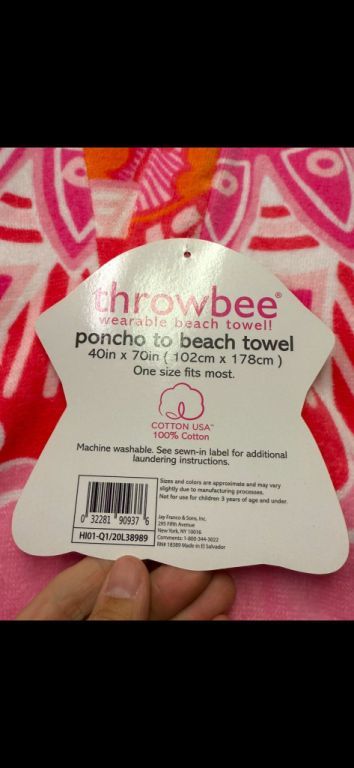 throwbee®
wearable beach towel!
poncho to beach towel
40in x 70in ( 102cm x 178cm )
One size fits most.
COTTON USA™
100% Cotton
Machine washable. See sewn-in label for additional
laundering instructions.
Sizes and colors are approximate and may vary
slightly due to manufacturing processes.
Not for use for children 3 years of age and under.
0 32281 90937 6
HI01-Q1/20L38989
Jay Franco & Sons, Inc.
295 Fifth Avenue
New York, NY 10016
Comments: 1-800-344-3022
RN# 18389 Made in El Salvador